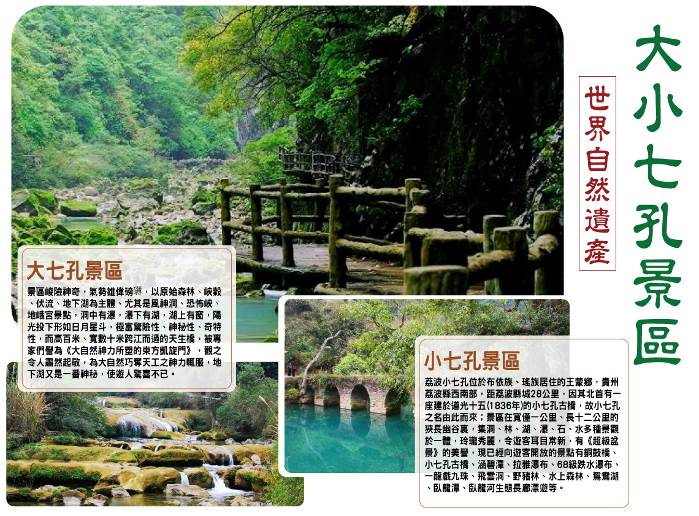 大小七孔景區
世界自然遺產
大七孔景區
景區峻險神奇,氣勢雄偉磅礴,以原始森林、峽穀
、伏流、地下湖為主體、尤其是風神洞、恐怖峽、
地峨宮景點,洞中有瀑,瀑下有湖,湖上有窗,陽
光投下形如日月星斗,極富驚險性、神秘性、奇特
性,而高百米、寬數十米跨江而過的天生橋,被專
家們譽為《大自然神力所塑的東方凱旋門》,觀之
令人肅然起敬,為大自然巧奪天工之神力輒服,地
下湖又是一番神秘,使遊人驚喜不已。
小七孔景區
荔波小七孔位於布依族、瑤族居住的王蒙鄉,貴州
荔波縣西南部,距荔波縣城28公里,因其北首有一
座建於道光十五(1836年)的小七孔古橋,故小七孔
之名由此而來;景區在寬僅一公里、長十二公里的
狹長幽谷裏,集洞、林、湖、瀑、石、水多種景觀
於一體,玲瓏秀麗,令遊客耳目常新,有《超級盆
景》的美譽,現已經向遊客開放的景點有銅鼓橋、
小七孔古橋、涵碧潭、拉雅瀑布、68級跌水瀑布、
一龍戲九珠、飛雲洞、野豬林、水上森林、鴛鴦湖
、臥龍潭、臥龍河生態長廊漂遊等。